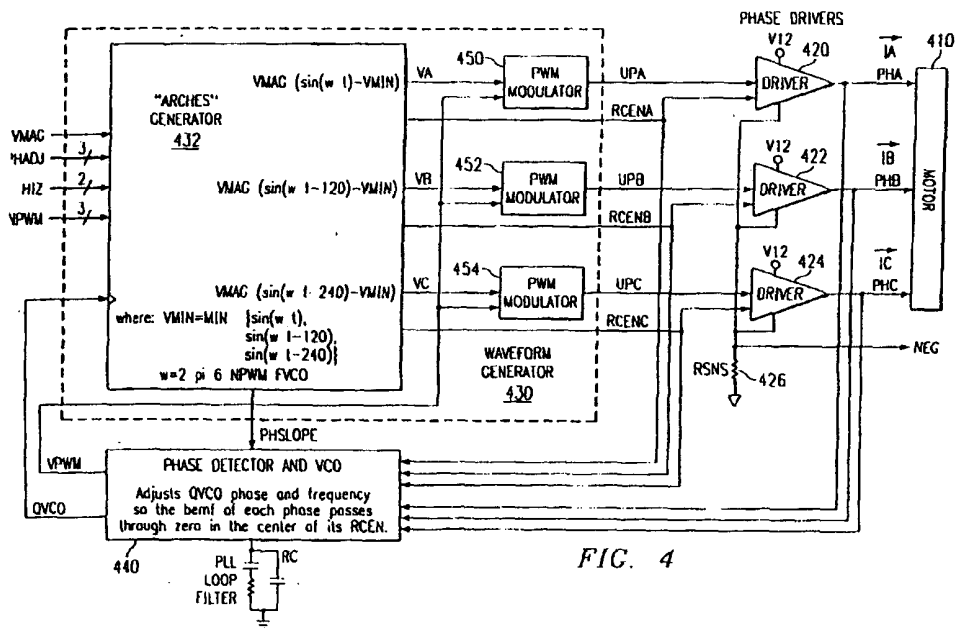 PHASE DRIVERS
"ARCHES"
GENERATOR
432
VMAG
HADJ
3
HIZ
2
NPWM
3
VMAG (sin(w t)-VMIN)
VA
RCENA
VMAG (sin(w t-120)-VMIN)
VB
RCENB
VMAG (sin(w t-240)-VMIN)
VC
RCENC
where: VMIN=MIN {sin(w t),
sin(w t-120),
sin(w t-240)}
w=2 pi 6 NPWM FVCO
450
PWM
MODULATOR
UPA
452
PWM
MODULATOR
UPB
454
PWM
MODULATOR
UPC
WAVEFORM
GENERATOR
430
V12
420
DRIVER
IA
PHA
410
V12
422
DRIVER
IB
PHB
MOTOR
V12
424
DRIVER
IC
PHC
NEG
RSNS
426
PHSLOPE
VPWM
QVCO
PHASE DETECTOR AND VCO
Adjusts QVCO phase and frequency
so the bemf of each phase passes
through zero in the center of its RCEN.
440
PLL
LOOP
FILTER
RC
FIG. 4